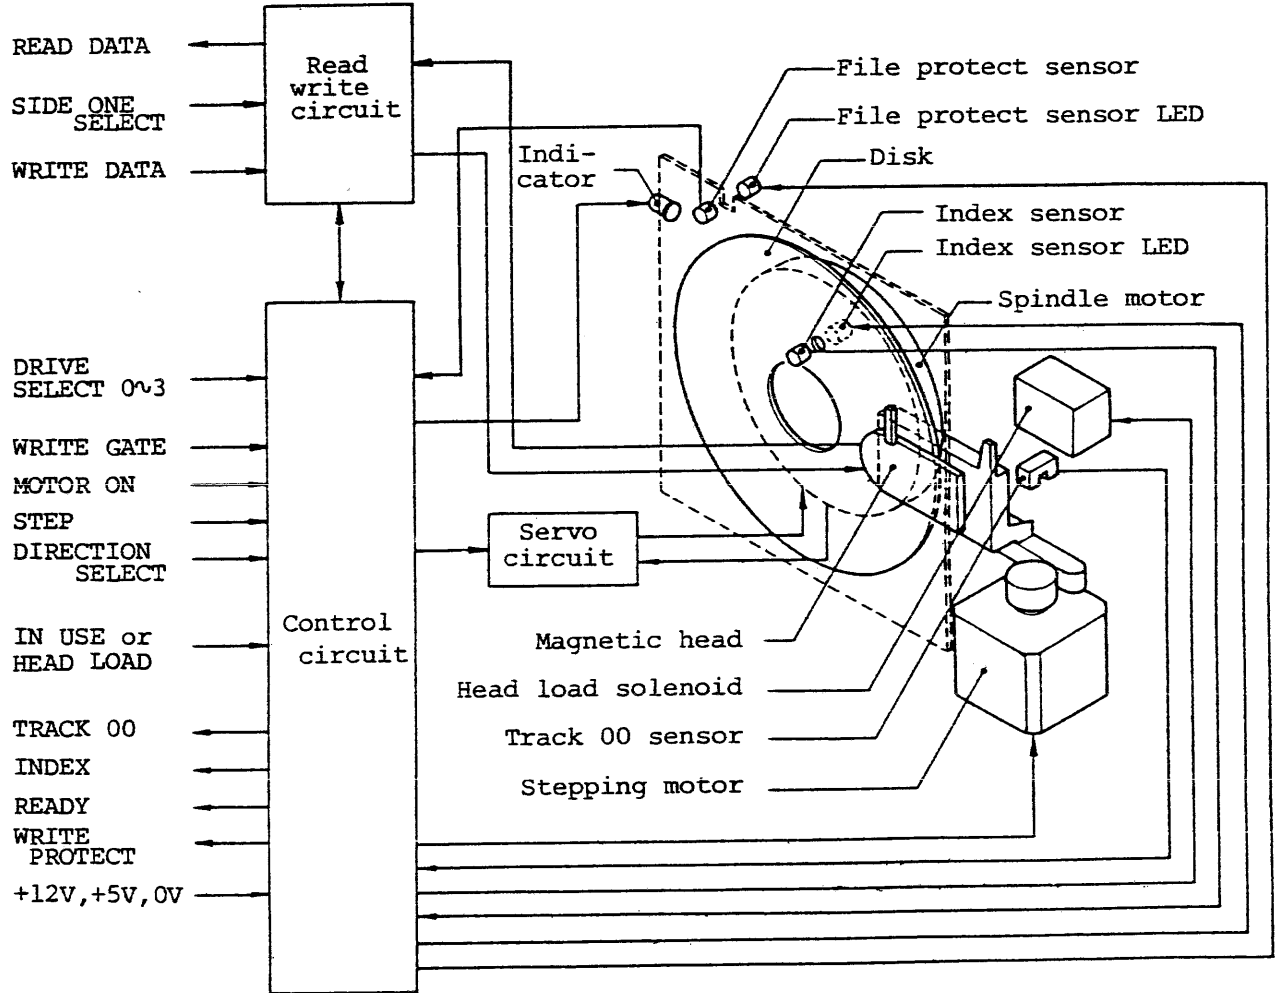 READ DATA
SIDE ONE
SELECT
WRITE DATA
Read
write
circuit
File protect sensor
File protect sensor LED
Disk
Indi-
cator
Index sensor
Index sensor LED
Spindle motor
DRIVE
SELECT 0~3
WRITE GATE
MOTOR ON
STEP
DIRECTION
SELECT
IN USE or
HEAD LOAD
TRACK 00
INDEX
READY
WRITE
PROTECT
+12V,+5V,0V
Control
circuit
Servo
circuit
Magnetic head
Head load solenoid
Track 00 sensor
Stepping motor